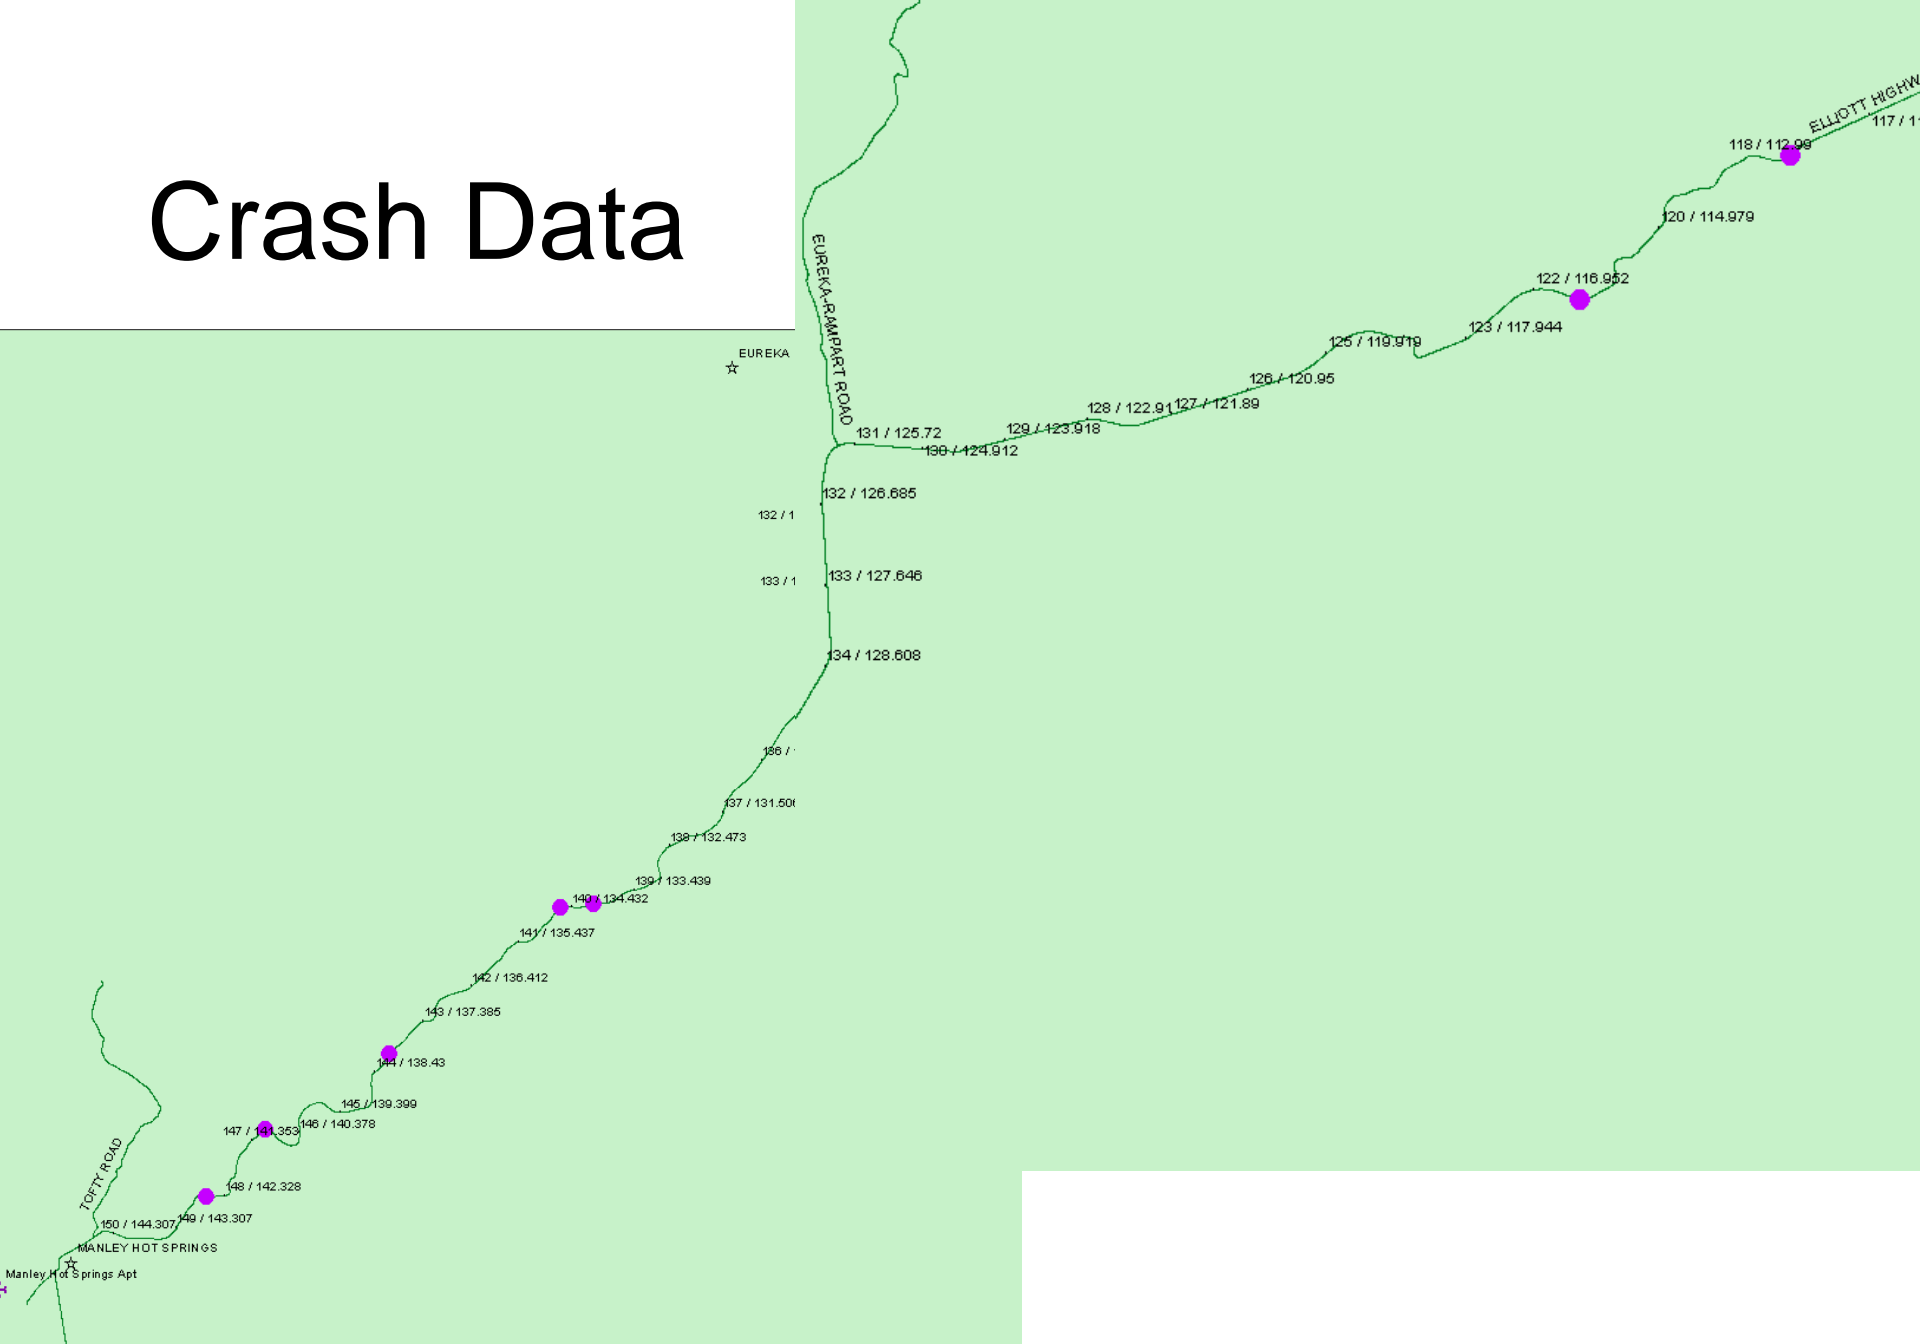 Crash Data
ELLIOTT HIGHW
117 / 1
118 / 112.99
120 / 114.979
EUREKA-RAMPART ROAD
122 / 116.952
123 / 117.944
125 / 119.919
EUREKA
126 / 120.95
127 / 121.89
128 / 122.91
129 / 123.918
131 / 125.72
130 / 124.912
132 / 126.685
132 / 1
133 / 127.646
133 / 1
134 / 128.608
136 /
137 / 131.506
138 / 132.473
139 / 133.439
140 / 134.432
141 / 135.437
142 / 136.412
143 / 137.385
144 / 138.43
145 / 139.399
146 / 140.378
147 / 141.353
TOFTY ROAD
148 / 142.328
149 / 143.307
150 / 144.307
MANLEY HOT SPRINGS
Manley Hot Springs Apt